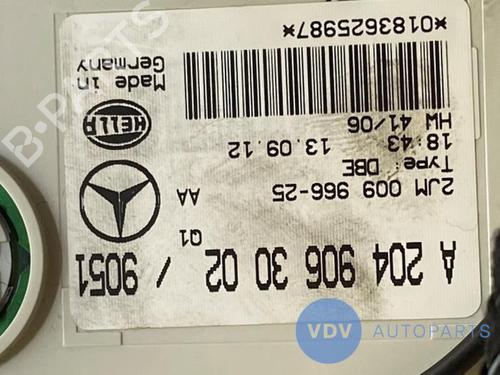 A 204 906 30 02 / 9051
Q1
2JM 009 966-25 AA
Type: DBE
18:43 13.09.12
HW 41/06
HELLA
Made in
Germany
*0183625987*
B-PARTS
VDV AUTOPARTS